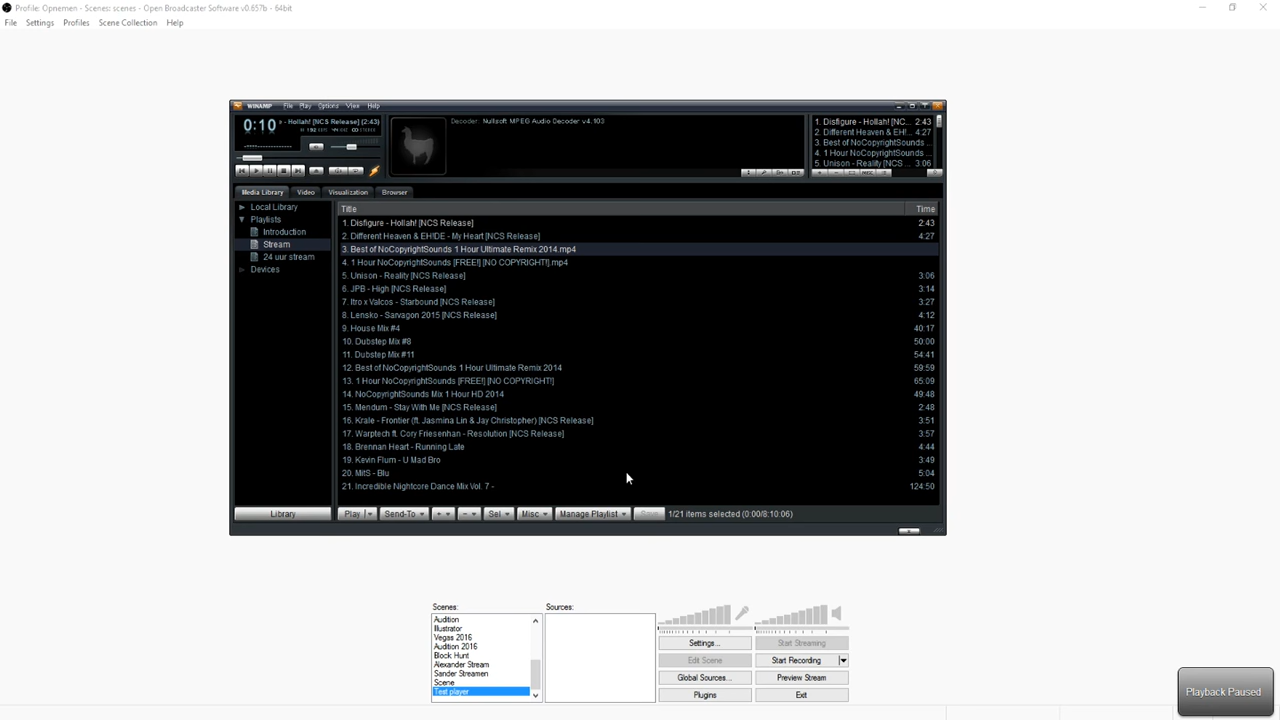 Profile: Opnemen - Scenes: scenes - Open Broadcaster Software v0.657b - 64bit
File Settings Profiles Scene Collection Help
WINAMP File Play Options View Help
0:10 - Hollah! [NCS Release] (2:43)
Decoder: Nullsoft MPEG Audio Decoder v4.103
1. Disfigure - Hollah! [NC... 2:43
2. Different Heaven & EH!... 4:27
3. Best of NoCopyrightSounds ...
4. 1 Hour NoCopyrightSounds ...
5. Unison - Reality [NCS ... 3:06
Media Library Video Visualization Browser
Local Library
Playlists
Introduction
Stream
24 uur stream
Devices
Title Time
1. Disfigure - Hollah! [NCS Release] 2:43
2. Different Heaven & EH!DE - My Heart [NCS Release] 4:27
3. Best of NoCopyrightSounds 1 Hour Ultimate Remix 2014.mp4
4. 1 Hour NoCopyrightSounds [FREE!] [NO COPYRIGHT!].mp4
5. Unison - Reality [NCS Release] 3:06
6. JPB - High [NCS Release] 3:14
7. Itro x Valcos - Starbound [NCS Release] 3:27
8. Lensko - Sarvagon 2015 [NCS Release] 4:12
9. House Mix #4 40:17
10. Dubstep Mix #8 50:00
11. Dubstep Mix #11 54:41
12. Best of NoCopyrightSounds 1 Hour Ultimate Remix 2014 59:59
13. 1 Hour NoCopyrightSounds [FREE!] [NO COPYRIGHT!] 65:09
14. NoCopyrightSounds Mix 1 Hour HD 2014 49:48
15. Mendum - Stay With Me [NCS Release] 2:48
16. Krale - Frontier (ft. Jasmina Lin & Jay Christopher) [NCS Release] 3:51
17. Warptech ft. Cory Friesenhan - Resolution [NCS Release] 3:57
18. Brennan Heart - Running Late 4:44
19. Kevin Flum - U Mad Bro 3:49
20. MitS - Blu 5:04
21. Incredible Nightcore Dance Mix Vol. 7 - 124:50
Library Play Send-To + - Sel Misc Manage Playlist Save 1/21 items selected (0:00/8:10:06)
Scenes: Sources:
Audition
Illustrator
Vegas 2016
Audition 2016
Block Hunt
Alexander Stream
Sander Streamen
Scene
Test player
Settings... Start Streaming
Edit Scene Start Recording
Global Sources... Preview Stream
Plugins Exit
Playback Paused